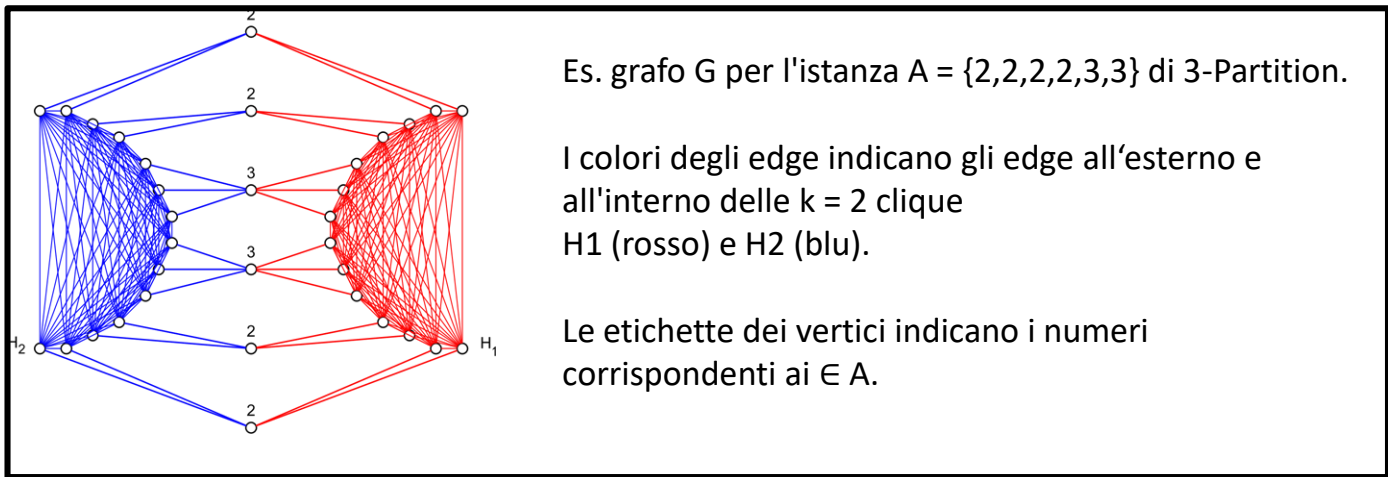 2
2
3
3
2
2
H2
H1
Es. grafo G per l'istanza A = {2,2,2,2,3,3} di 3-Partition.
I colori degli edge indicano gli edge all‘esterno e
all'interno delle k = 2 clique
H1 (rosso) e H2 (blu).
Le etichette dei vertici indicano i numeri
corrispondenti ai ∈ A.